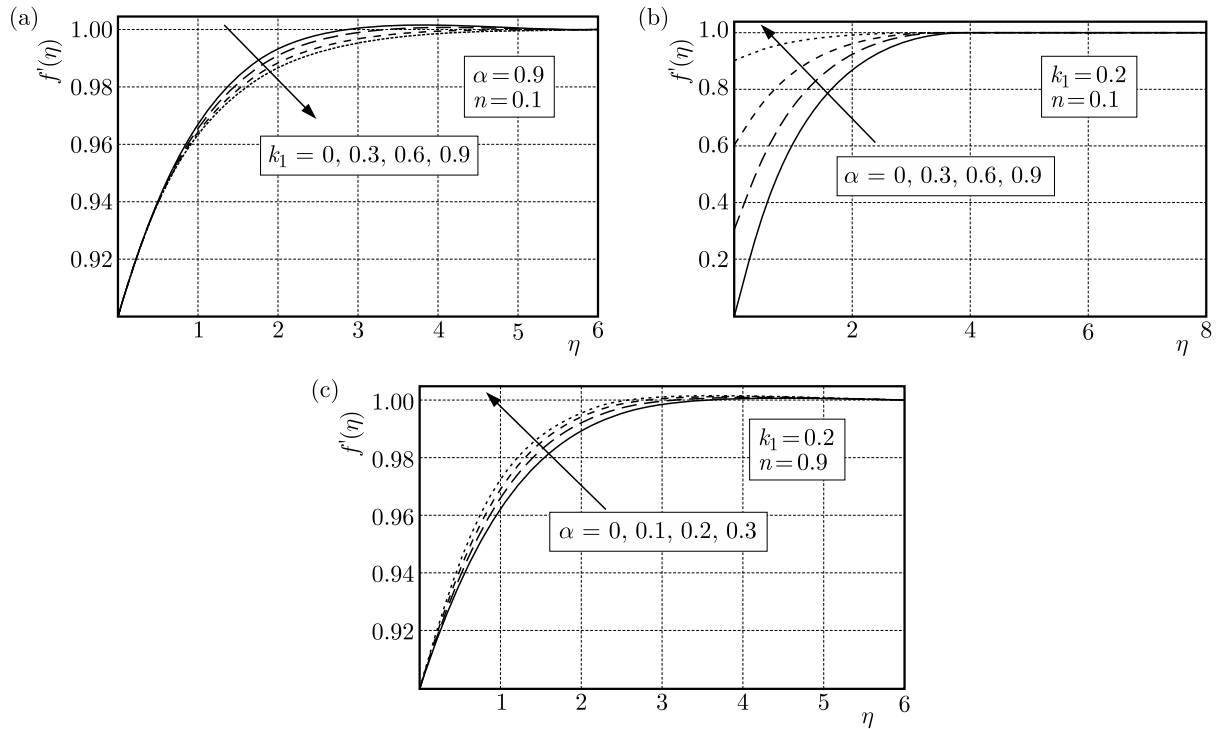 (a)
f'(η)
1.00
0.98
0.96
0.94
0.92
α=0.9
n=0.1
k₁ = 0, 0.3, 0.6, 0.9
1 2 3 4 5 6
η
(b)
f'(η)
1.0
0.8
0.6
0.4
0.2
k₁=0.2
n=0.1
α = 0, 0.3, 0.6, 0.9
2 4 6 8
η
(c)
f'(η)
1.00
0.98
0.96
0.94
0.92
k₁=0.2
n=0.9
α = 0, 0.1, 0.2, 0.3
1 2 3 4 5 6
η